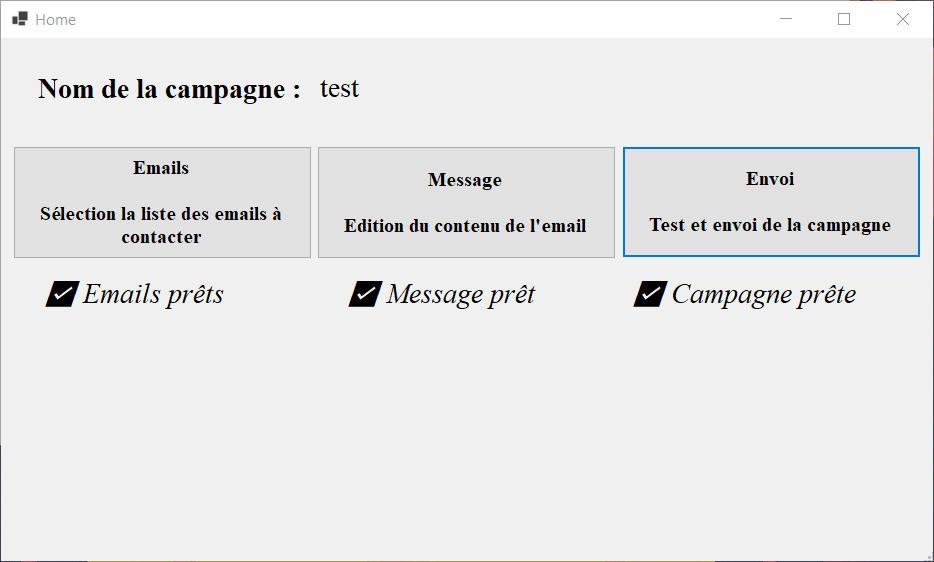 Home
Nom de la campagne : test
Emails
Sélection la liste des emails à
contacter
Message
Edition du contenu de l'email
Envoi
Test et envoi de la campagne
☑ Emails prêts
☑ Message prêt
☑ Campagne prête